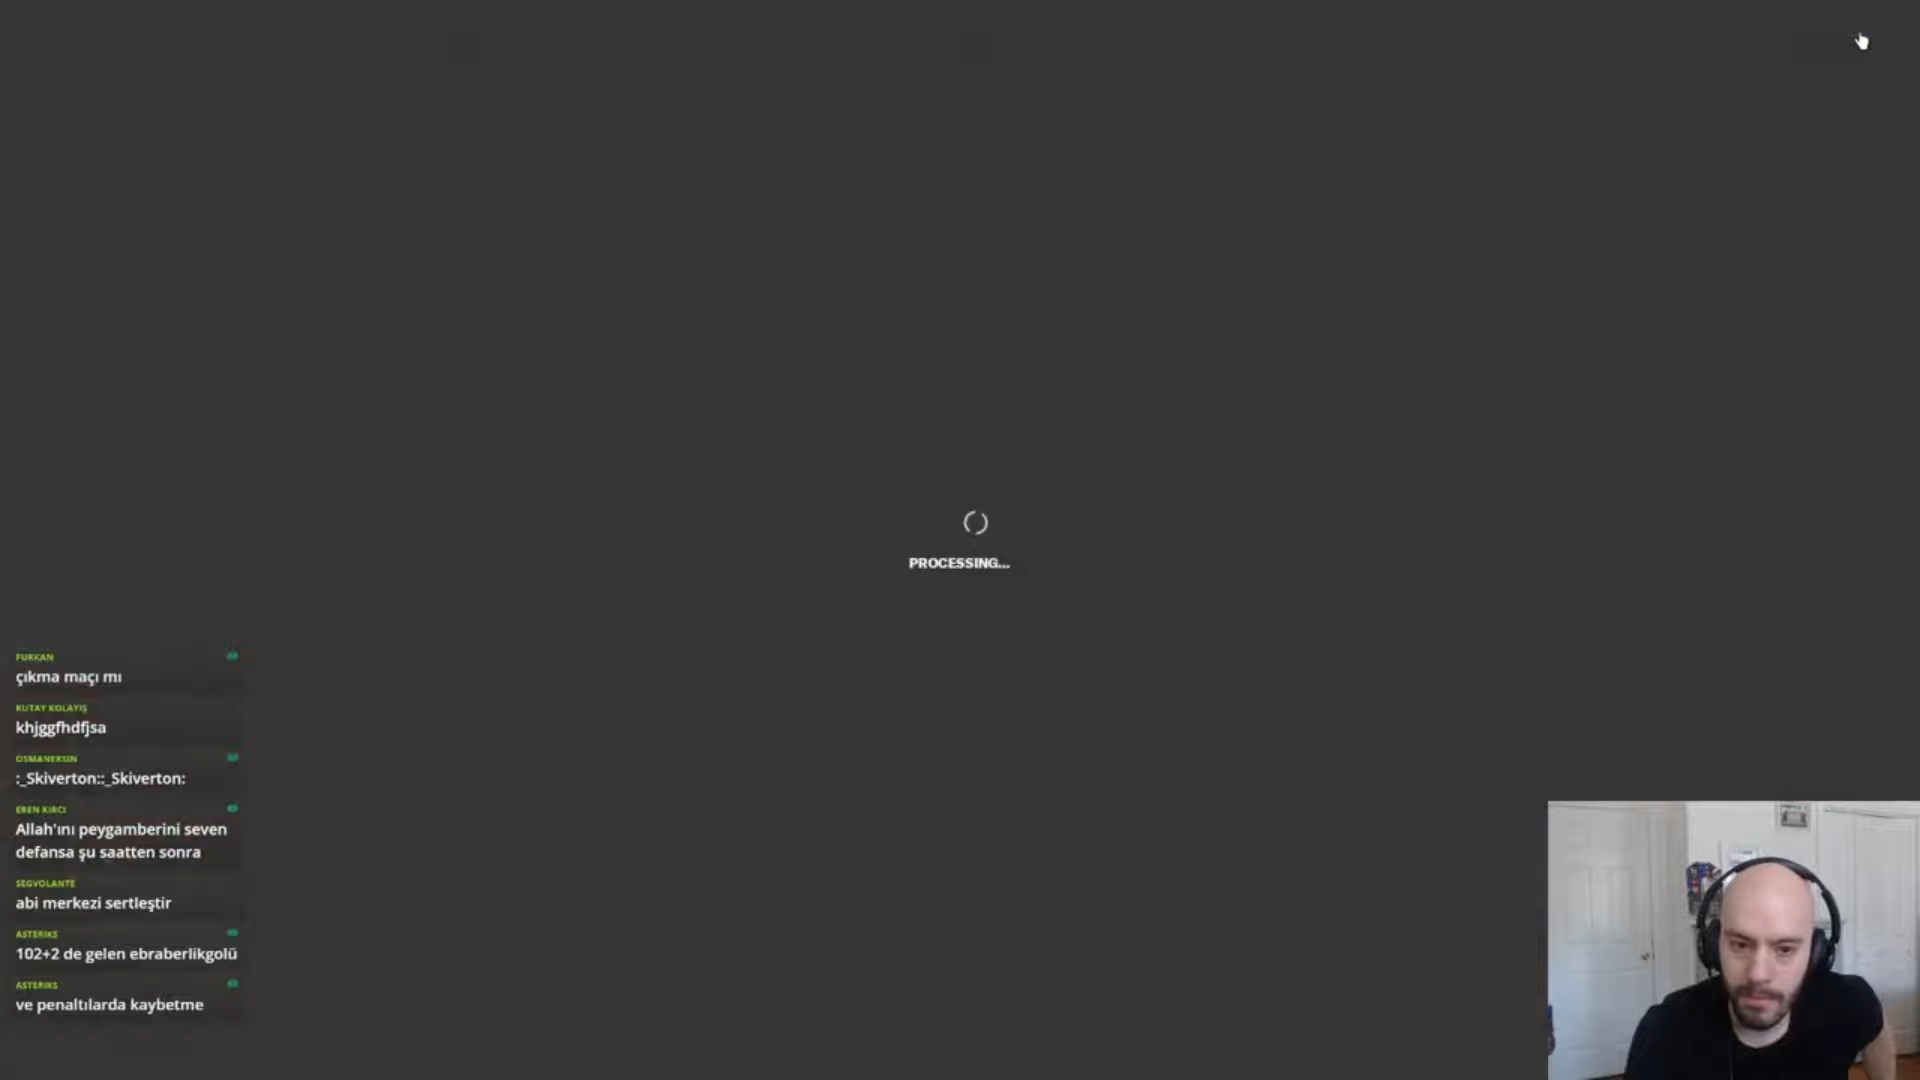 PROCESSING...
FURKAN
çıkma maçı mı
KUTAY KOLAYIŞ
khjggfhdfjsa
OSMANERSIN
:_Skiverton::_Skiverton:
EREN KIRCI
Allah'ını peygamberini seven
defansa şu saatten sonra
SEGVOLANTE
abi merkezi sertleştir
ASTERIKS
102+2 de gelen ebraberlikgolü
ASTERIKS
ve penaltılarda kaybetme